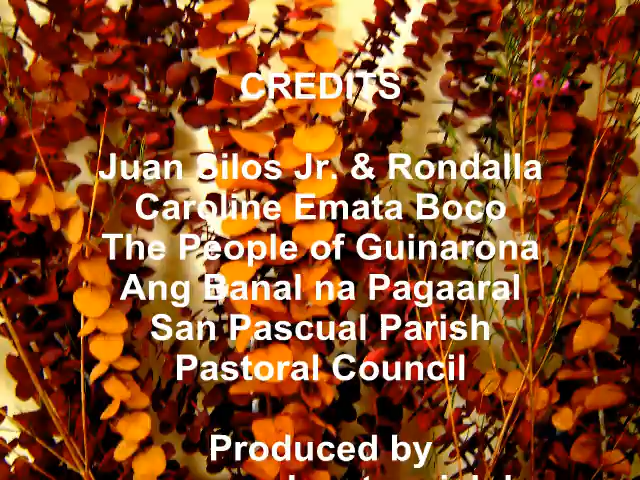 CREDITS
Juan Silos Jr. & Rondalla
Caroline Emata Boco
The People of Guinarona
Ang Banal na Pagaaral
San Pascual Parish
Pastoral Council
Produced by